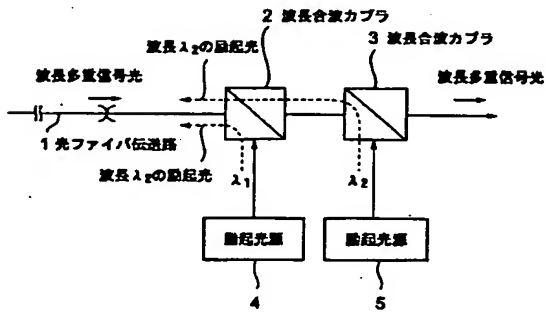 2 波長合波カプラ
3 波長合波カプラ
波長λ2の励起光
波長多重信号光
波長多重信号光
1 光ファイバ伝送路
波長λ2の励起光
λ1
λ2
励起光源
励起光源
4
5